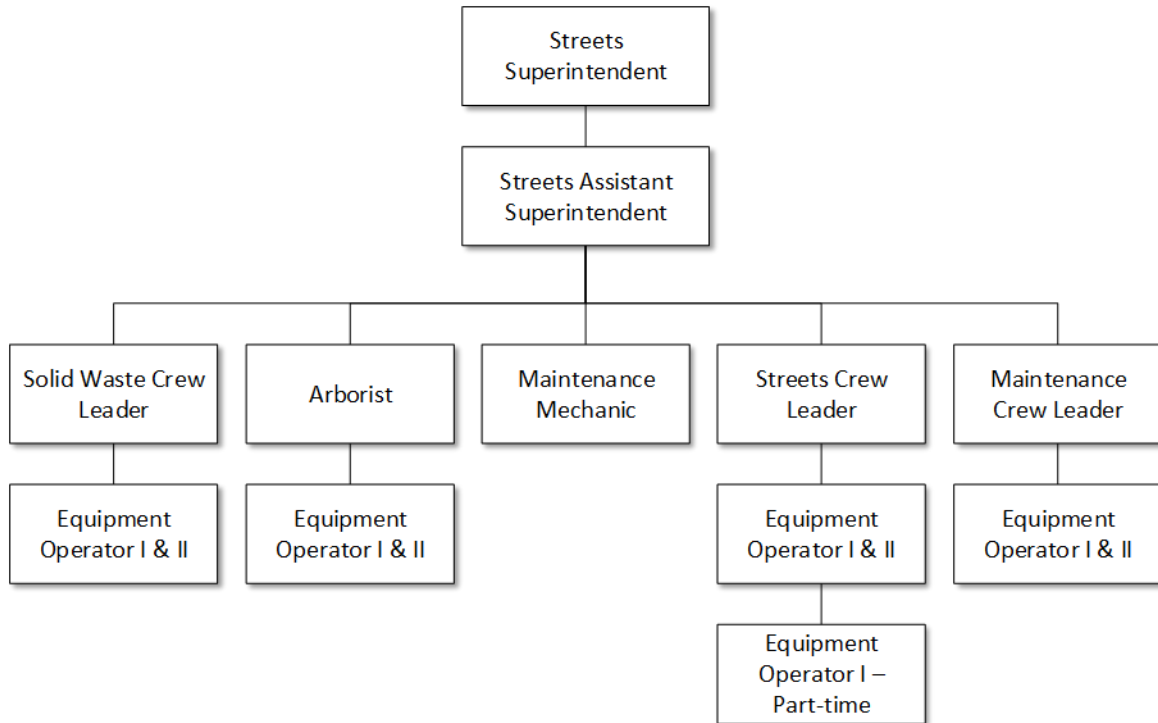 Streets
Superintendent
Streets Assistant
Superintendent
Solid Waste Crew
Leader
Arborist
Maintenance
Mechanic
Streets Crew
Leader
Maintenance
Crew Leader
Equipment
Operator I & II
Equipment
Operator I & II
Equipment
Operator I & II
Equipment
Operator I & II
Equipment
Operator I –
Part-time